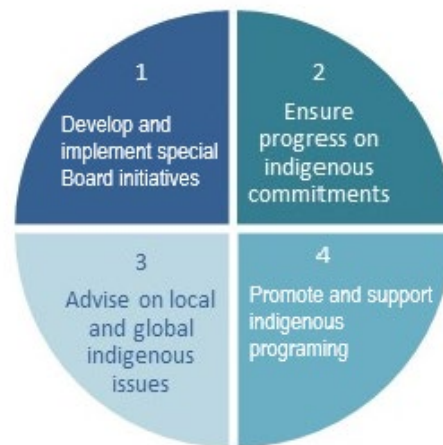 1
Develop and
implement special
Board initiatives
2
Ensure
progress on
indigenous
commitments
3
Advise on local
and global
indigenous
issues
4
Promote and support
indigenous
programing